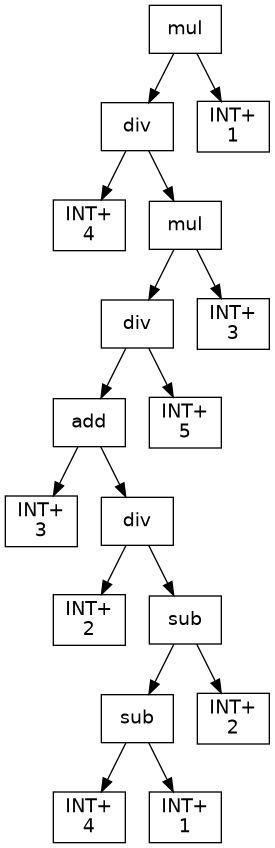 mul
div
INT+
1
INT+
4
mul
div
INT+
3
add
INT+
5
INT+
3
div
INT+
2
sub
sub
INT+
2
INT+
4
INT+
1